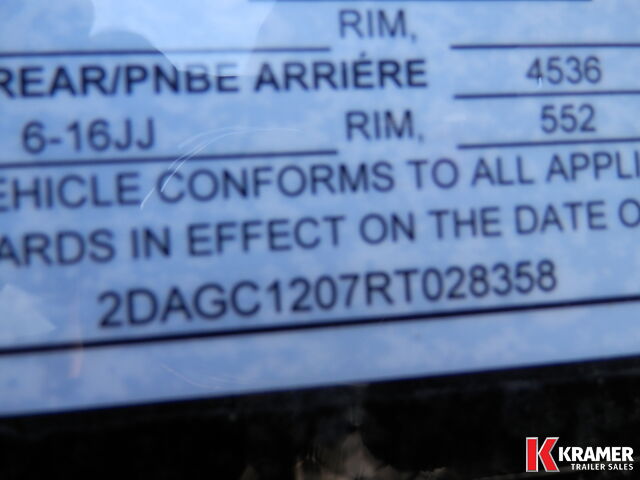 RIM,
REAR/PNBE ARRIÉRE 4536
6-16JJ RIM, 552
EHICLE CONFORMS TO ALL APPLI
ARDS IN EFFECT ON THE DATE O
2DAGC1207RT028358
KRAMER
TRAILER SALES